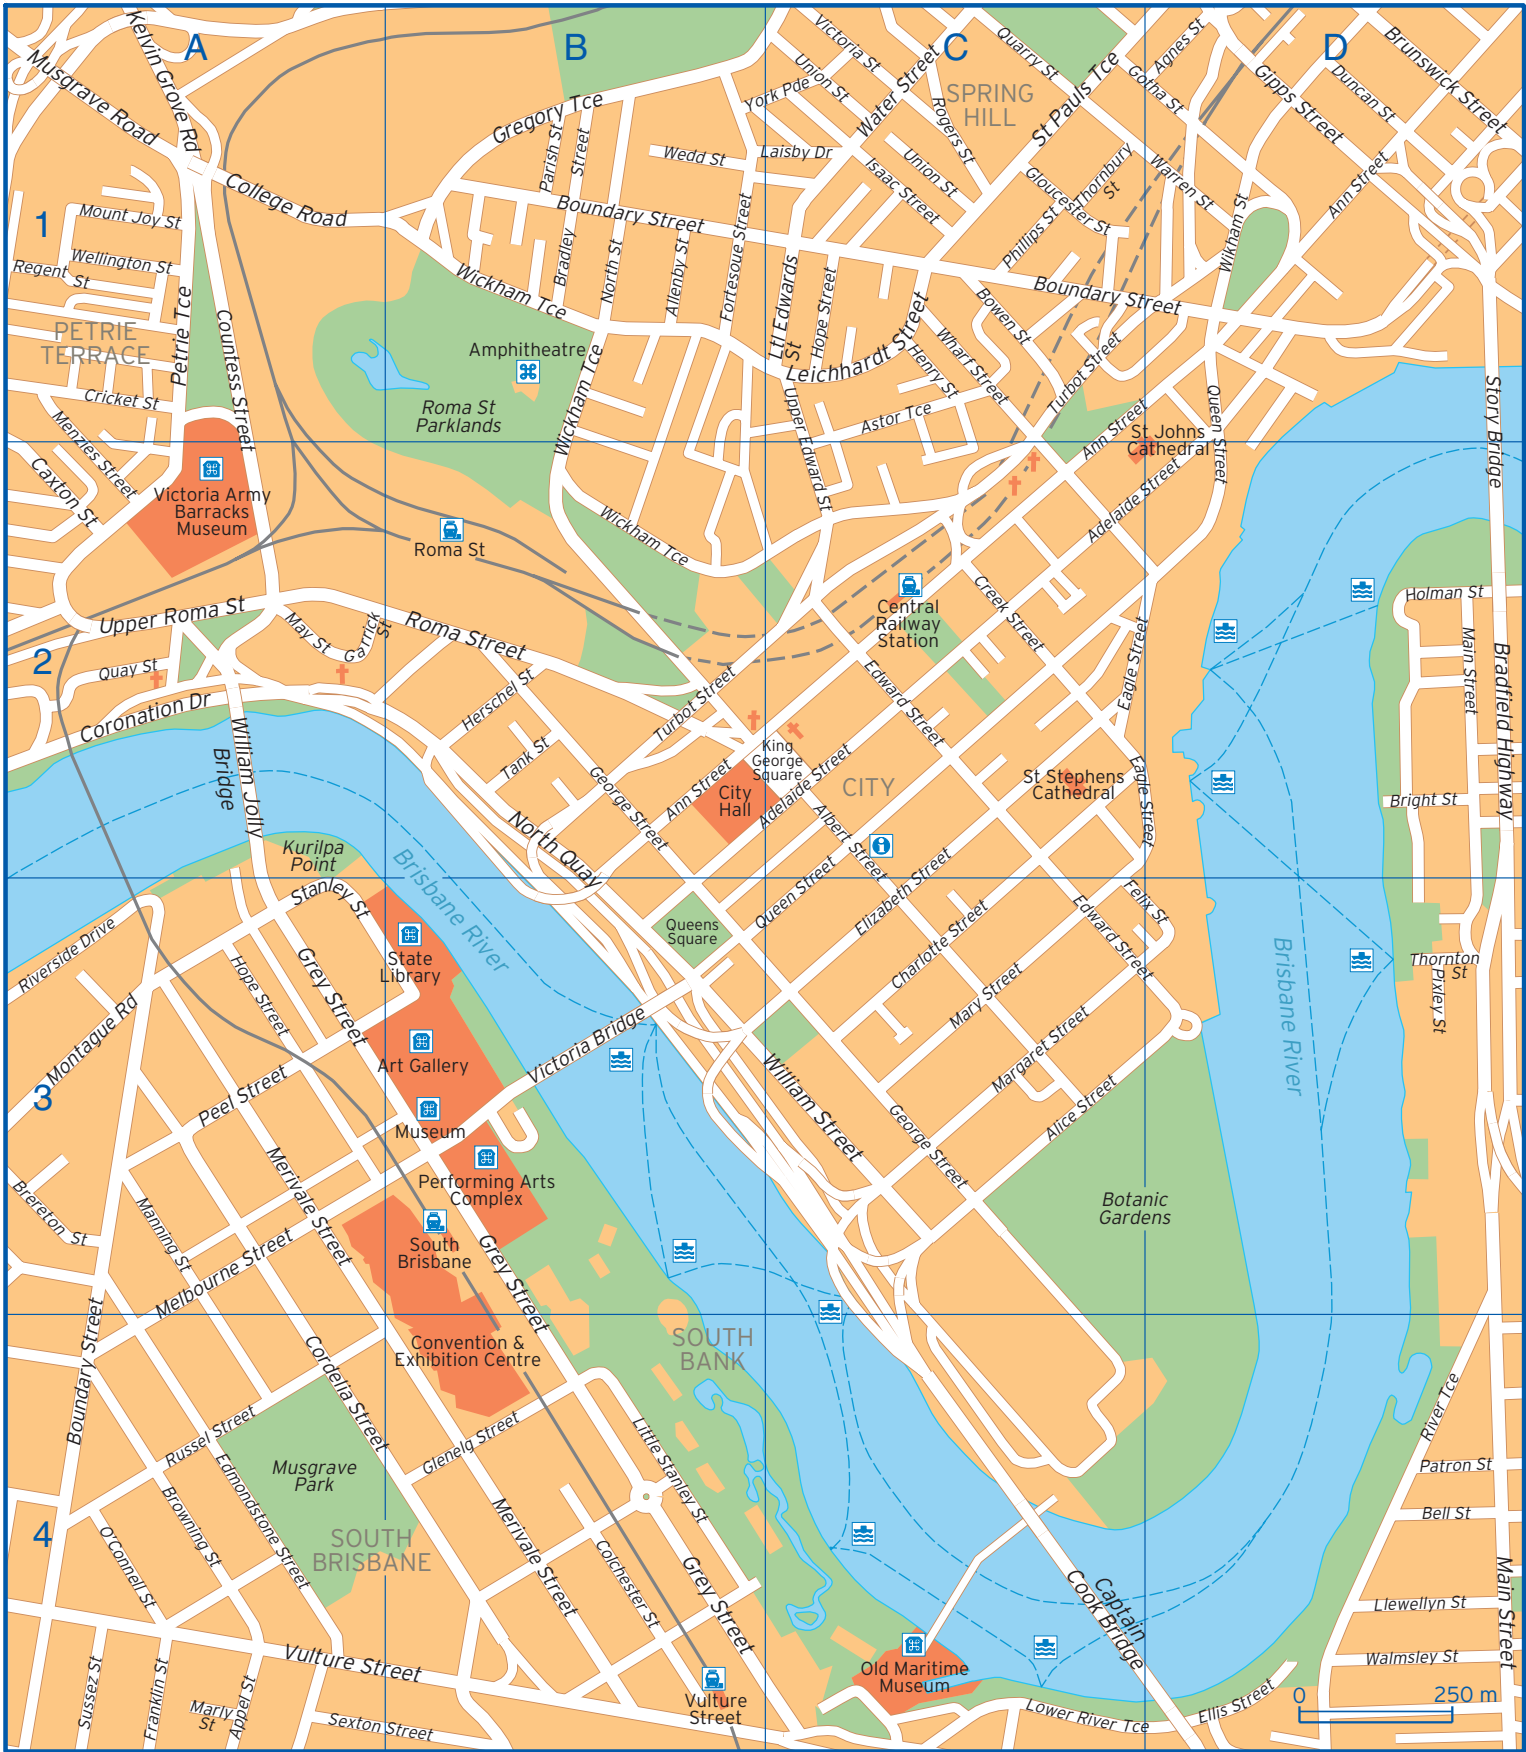 A
B
C
D
1
2
3
4
Kelvin Grove Rd
Musgrave Road
Gregory Tce
Parish St
Bradley
Street
Wedd St
York Pde
Laisby Dr
Victoria St
Union St
Water Street
Rogers St
SPRING
HILL
Quarry St
St Pauls Tce
Agnes St
Gotha St
Gipps Street
Duncan St
Brunswick Street
Isaac Street
Union St
Gloucester St
Thornbury
St
Phillips St
Warren St
Wikham St
Ann Street
College Road
Mount Joy St
Wellington St
Regent St
PETRIE
TERRACE
Petrie Tce
Countess Street
Cricket St
Menzies Street
Caxton St
Boundary Street
Wickham Tce
North St
Allenby St
Fortesoue Street
Ltl Edwards
St
Hope Street
Leichhardt Street
Boundary Street
Bowen St
Wharf Street
Henry St
Turbot Street
Astor Tce
Upper Edward St
Amphitheatre
Roma St
Parklands
Wickham Tce
Ann Street
St Johns
Cathedral
Queen Street
Adelaide Street
Story Bridge
Victoria Army
Barracks
Museum
Roma St
Wickham Tce
Central
Railway
Station
Creek Street
Eagle Street
Holman St
Main Street
Bradfield Highway
Upper Roma St
May St
Garrick
St
Roma Street
Quay St
Coronation Dr
William Jolly
Bridge
Herschel St
Tank St
Turbot Street
George Street
Ann Street
King
George
Square
City
Hall
Adelaide Street
CITY
Edward Street
Albert Street
St Stephens
Cathedral
Eagle Street
Bright St
North Quay
Kurilpa
Point
Brisbane River
Queens
Square
Queen Street
Elizabeth Street
Charlotte Street
Mary Street
Margaret Street
Alice Street
Felix St
Edward Street
Brisbane River
Thornton
St
Pixley St
Stanley St
Riverside Drive
State
Library
Hope Street
Grey Street
Montague Rd
Art Gallery
Victoria Bridge
Peel Street
Museum
William Street
George Street
Performing Arts
Complex
Merivale Street
Brereton St
Manning St
South
Brisbane
Melbourne Street
Grey Street
Botanic
Gardens
Boundary Street
Cordelia Street
Convention &
Exhibition Centre
SOUTH
BANK
Russel Street
Glenelg Street
Little Stanley St
Musgrave
Park
Edmondstone Street
Browning St
O'Connell St
SOUTH
BRISBANE
Merivale Street
Colchester St
Grey Street
River Tce
Patron St
Bell St
Main Street
Llewellyn St
Walmsley St
Captain
Cook Bridge
Old Maritime
Museum
Vulture Street
Vulture
Street
Sussez St
Franklin St
Marly
St
Appel St
Sexton Street
Lower River Tce
Ellis Street
0
250 m